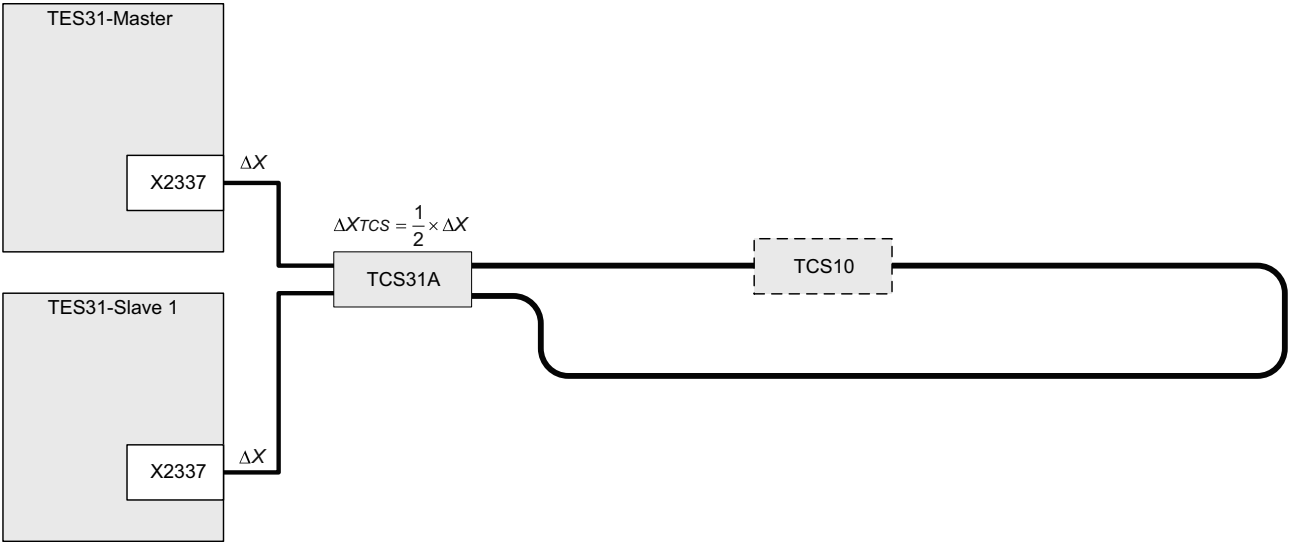 TES31-Master
X2337
ΔX
ΔXTCS = 1/2 × ΔX
TCS31A
TCS10
TES31-Slave 1
X2337
ΔX